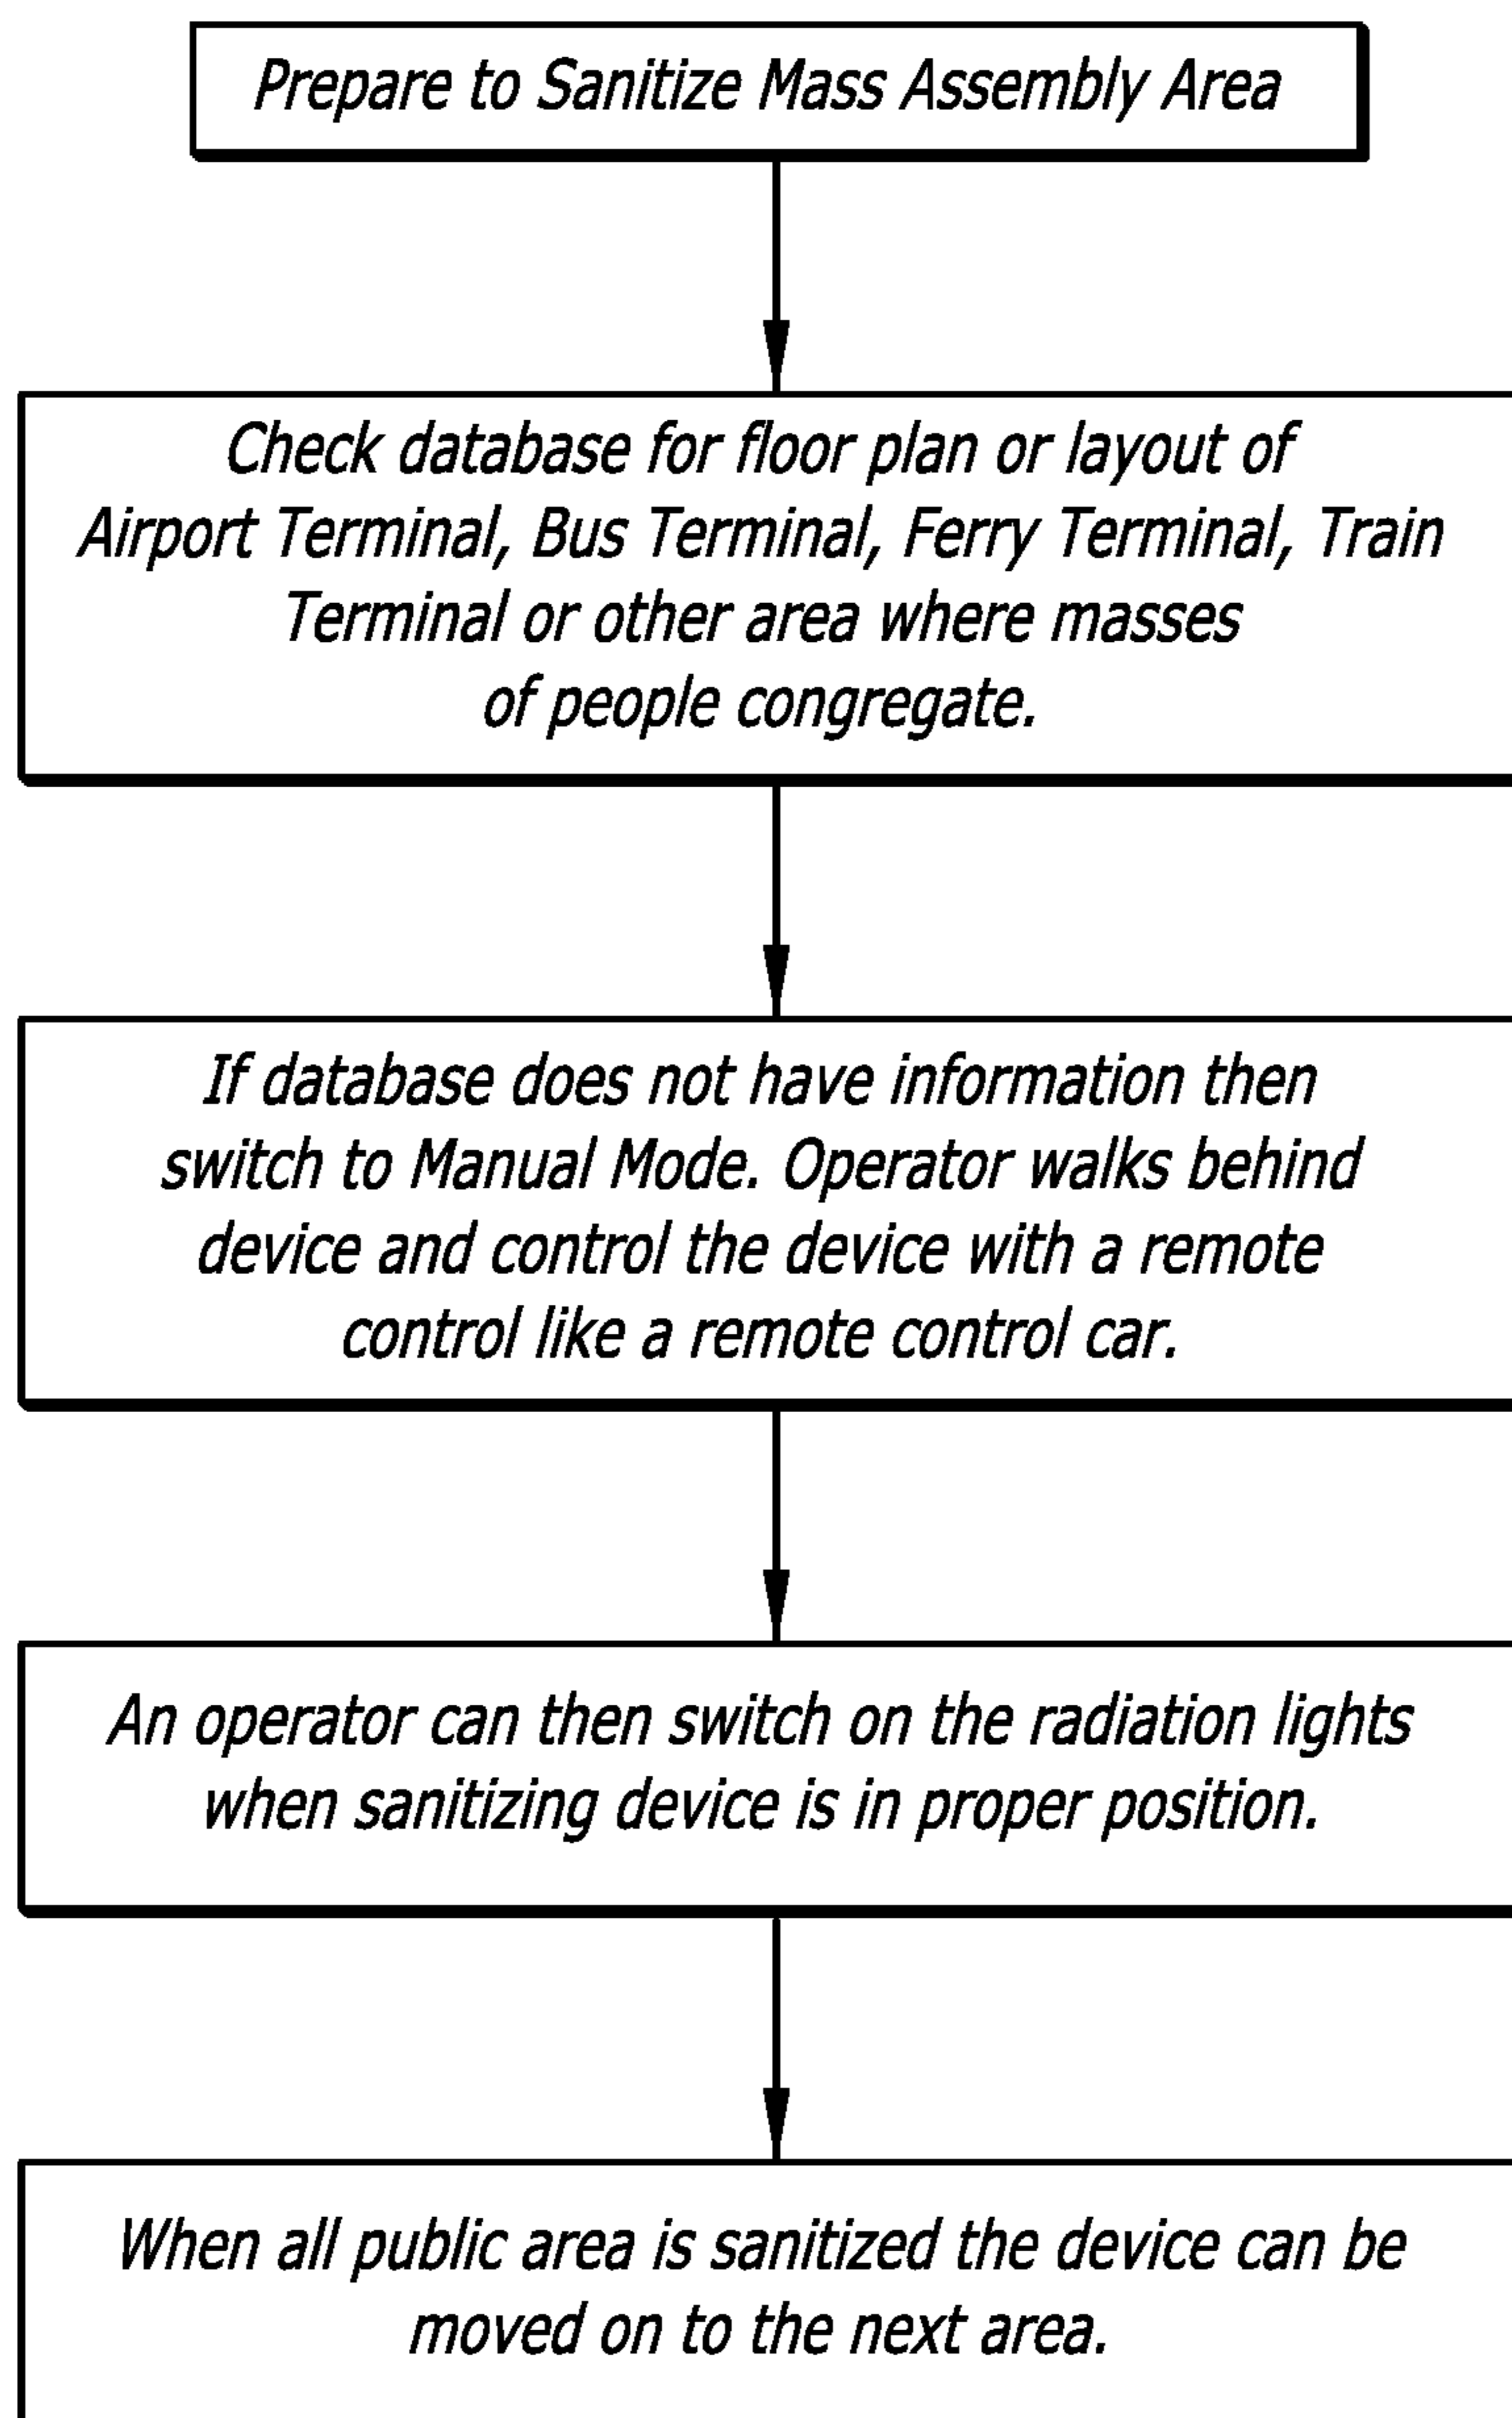 Prepare to Sanitize Mass Assembly Area
Check database for floor plan or layout of
Airport Terminal, Bus Terminal, Ferry Terminal, Train
Terminal or other area where masses
of people congregate.
If database does not have information then
switch to Manual Mode. Operator walks behind
device and control the device with a remote
control like a remote control car.
An operator can then switch on the radiation lights
when sanitizing device is in proper position.
When all public area is sanitized the device can be
moved on to the next area.